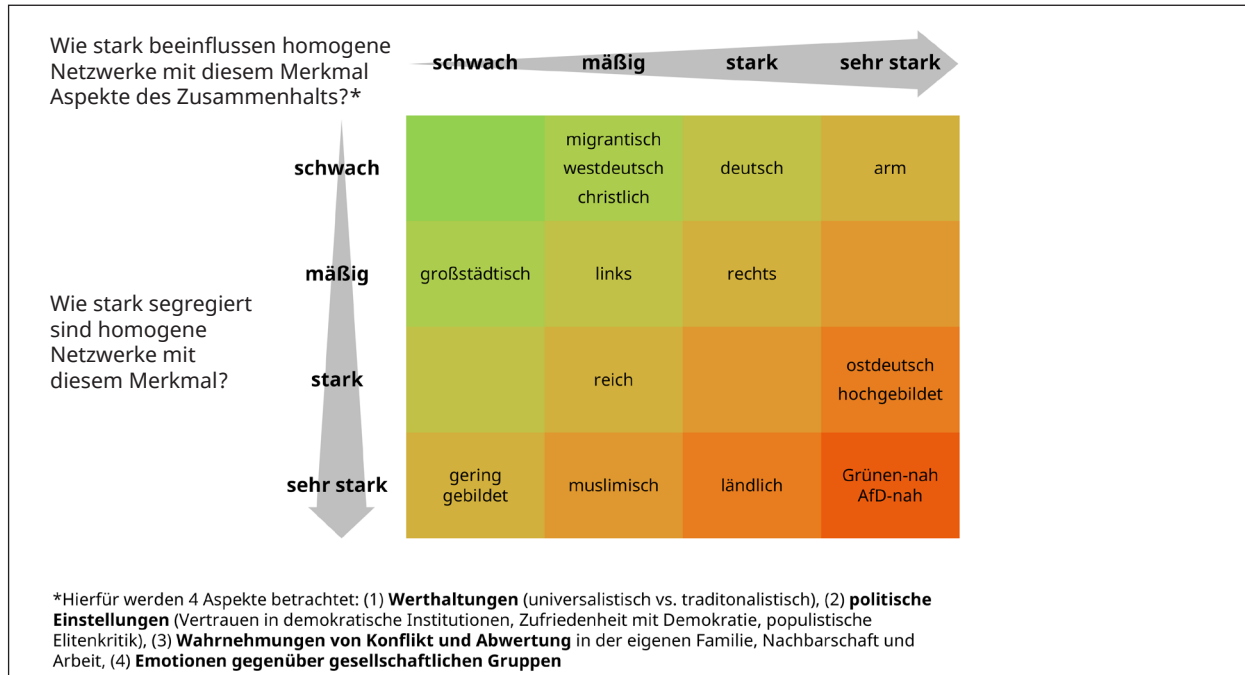 Wie stark beeinflussen homogene
Netzwerke mit diesem Merkmal
Aspekte des Zusammenhalts?*
schwach mäßig stark sehr stark
schwach
migrantisch
westdeutsch
christlich
deutsch
arm
mäßig
großstädtisch
links
rechts
Wie stark segregiert
sind homogene
Netzwerke mit
diesem Merkmal?
stark
reich
ostdeutsch
hochgebildet
sehr stark
gering
gebildet
muslimisch
ländlich
Grünen-nah
AfD-nah
*Hierfür werden 4 Aspekte betrachtet: (1) Werthaltungen (universalistisch vs. traditonalistisch), (2) politische
Einstellungen (Vertrauen in demokratische Institutionen, Zufriedenheit mit Demokratie, populistische
Elitenkritik), (3) Wahrnehmungen von Konflikt und Abwertung in der eigenen Familie, Nachbarschaft und
Arbeit, (4) Emotionen gegenüber gesellschaftlichen Gruppen